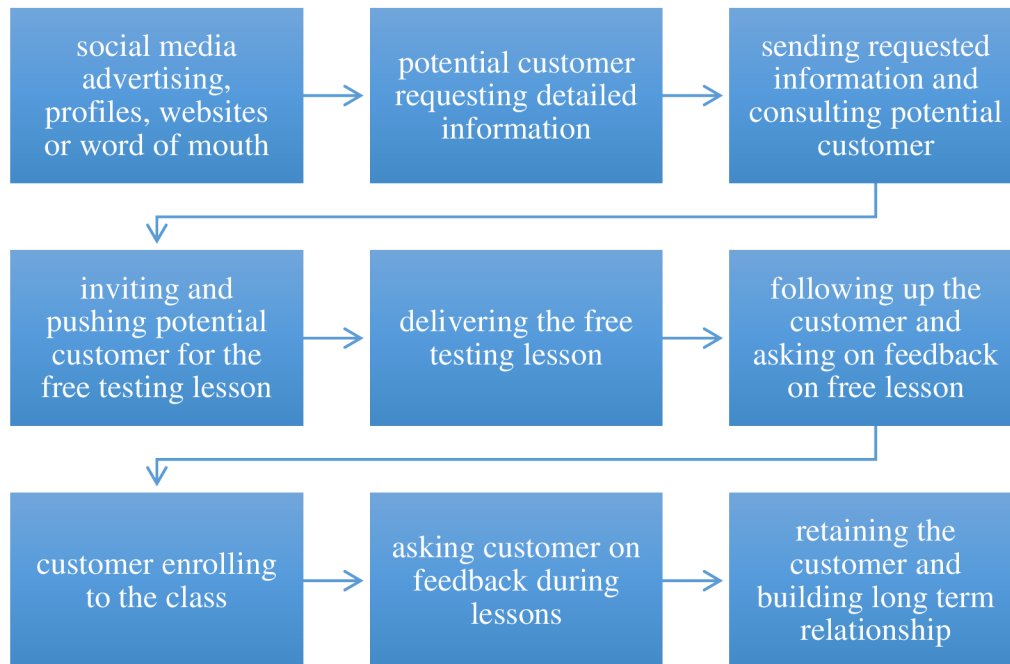 social media
advertising,
profiles, websites
or word of mouth
potential customer
requesting detailed
information
sending requested
information and
consulting potential
customer
inviting and
pushing potential
customer for the
free testing lesson
delivering the free
testing lesson
following up the
customer and
asking on feedback
on free lesson
customer enrolling
to the class
asking customer on
feedback during
lessons
retaining the
customer and
building long term
relationship